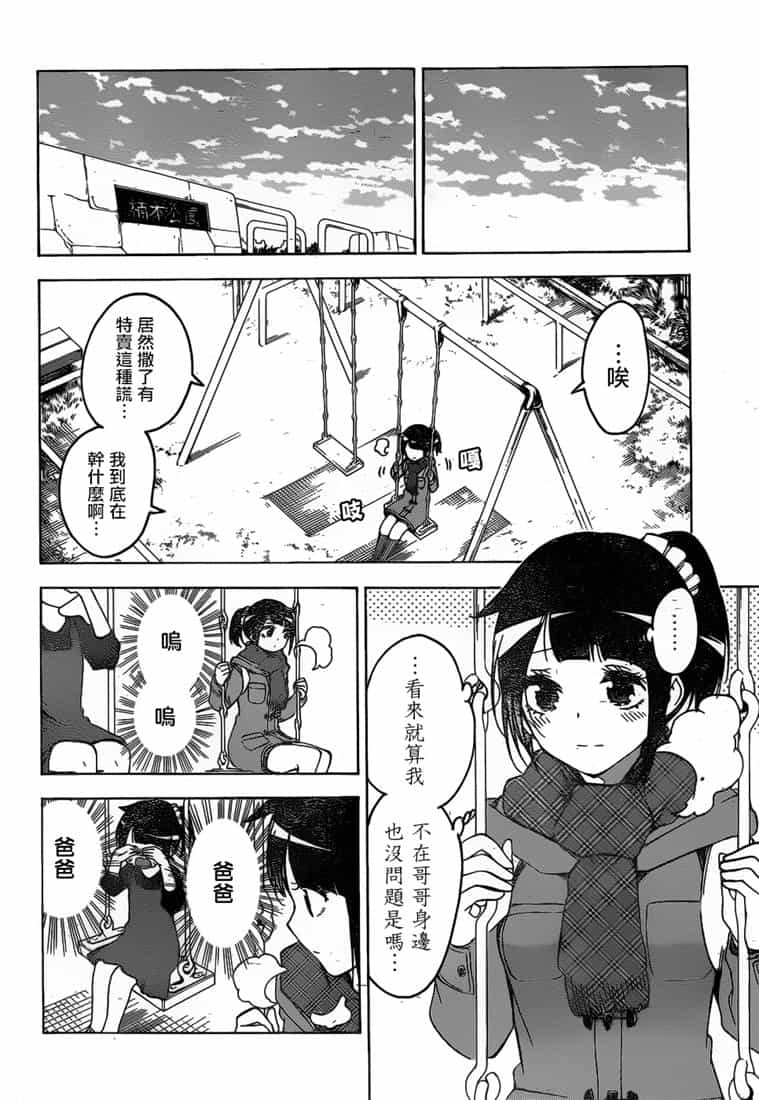 楠木公園
…唉
居然撒了有
特賣這種謊…
我到底在
幹什麼啊…
嘎
吱
……
…看來就算我
不在哥哥身邊
也沒問題是嗎…
嗚
嗚
爸爸
爸爸